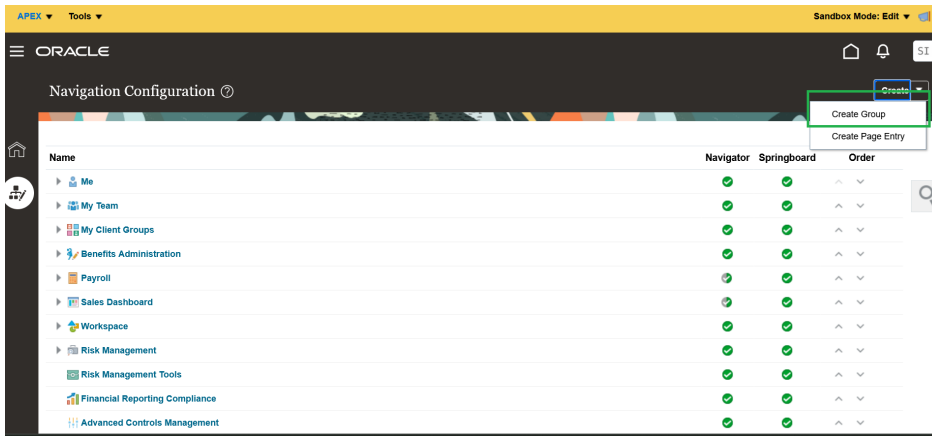 APEX Tools Sandbox Mode: Edit
ORACLE SI
Navigation Configuration ?
Create
Create Group
Create Page Entry
Name Navigator Springboard Order
Me
My Team
My Client Groups
Benefits Administration
Payroll
Sales Dashboard
Workspace
Risk Management
Risk Management Tools
Financial Reporting Compliance
Advanced Controls Management